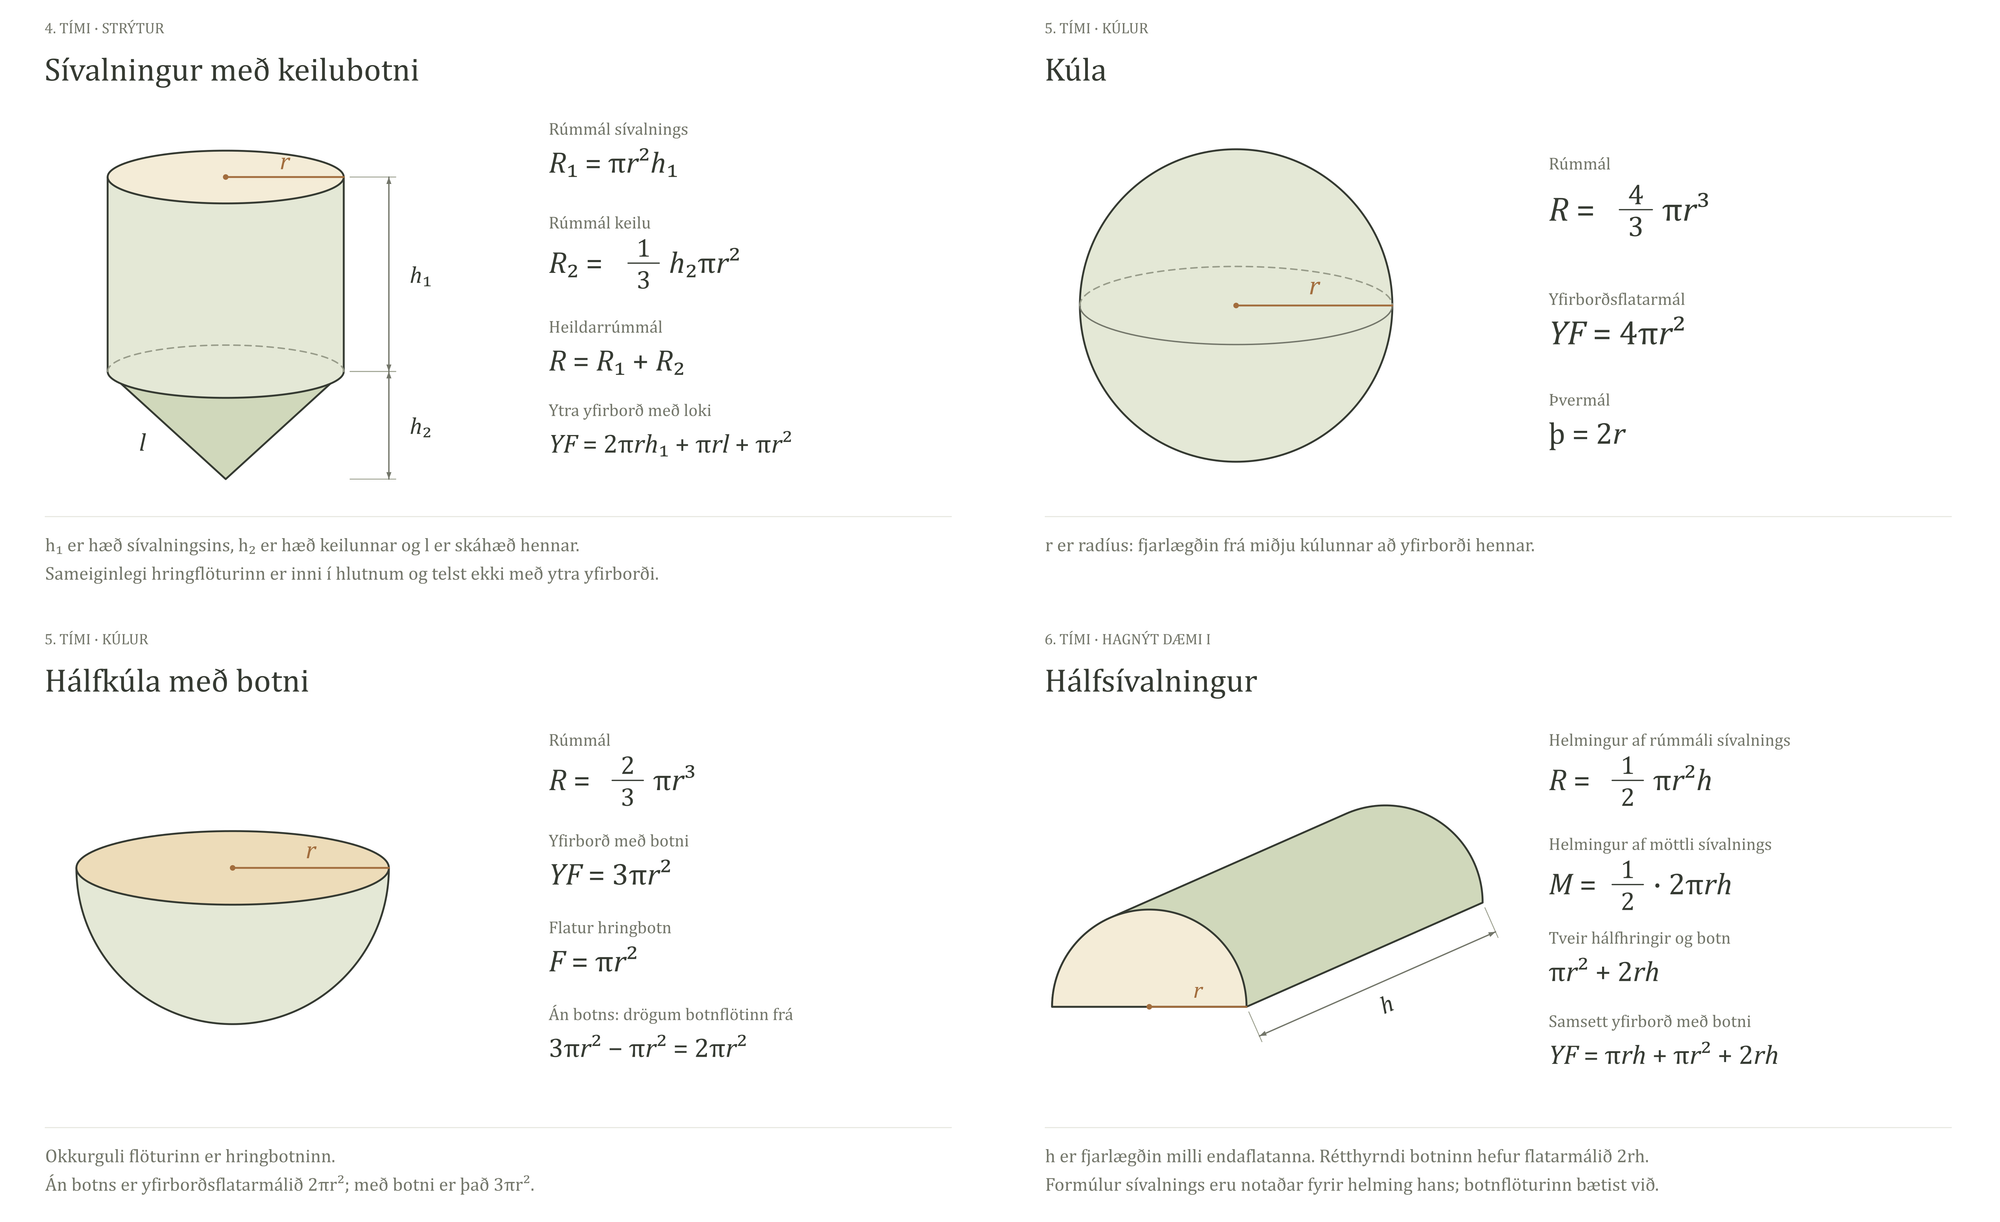 4. TÍMI · STRÝTUR
Sívalningur með keilubotni
r
h₁
h₂
l
Rúmmál sívalnings
R₁ = πr²h₁
Rúmmál keilu
R₂ = 1/3 h₂πr²
Heildarrúmmál
R = R₁ + R₂
Ytra yfirborð með loki
YF = 2πrh₁ + πrl + πr²
h₁ er hæð sívalningsins, h₂ er hæð keilunnar og l er skáhæð hennar.
Sameiginlegi hringflöturinn er inni í hlutnum og telst ekki með ytra yfirborði.
5. TÍMI · KÚLUR
Kúla
r
Rúmmál
R = 4/3 πr³
Yfirborðsflatarmál
YF = 4πr²
Þvermál
þ = 2r
r er radíus: fjarlægðin frá miðju kúlunnar að yfirborði hennar.
5. TÍMI · KÚLUR
Hálfkúla með botni
r
Rúmmál
R = 2/3 πr³
Yfirborð með botni
YF = 3πr²
Flatur hringbotn
F = πr²
Án botns: drögum botnflötinn frá
3πr² − πr² = 2πr²
Okkurguli flöturinn er hringbotninn.
Án botns er yfirborðsflatarmálið 2πr²; með botni er það 3πr².
6. TÍMI · HAGNÝT DÆMI I
Hálfsívalningur
r
h
Helmingur af rúmmáli sívalnings
R = 1/2 πr²h
Helmingur af möttli sívalnings
M = 1/2 · 2πrh
Tveir hálfhringir og botn
πr² + 2rh
Samsett yfirborð með botni
YF = πrh + πr² + 2rh
h er fjarlægðin milli endaflatanna. Rétthyrndi botninn hefur flatarmálið 2rh.
Formúlur sívalnings eru notaðar fyrir helming hans; botnflöturinn bætist við.